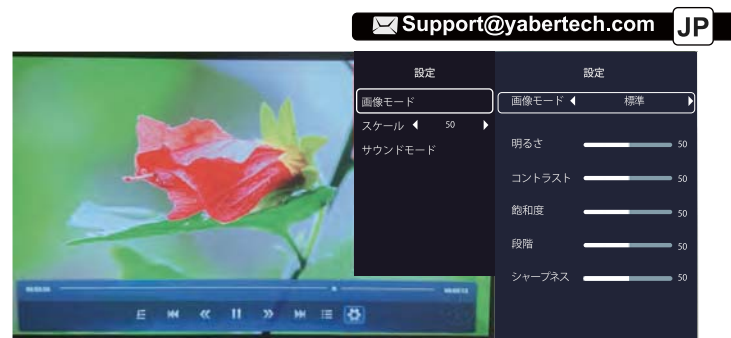 Support@yabertech.com
JP
設定
画像モード
スケール 50
サウンドモード
設定
画像モード 標準
明るさ 50
コントラスト 50
飽和度 50
段階 50
シャープネス 50